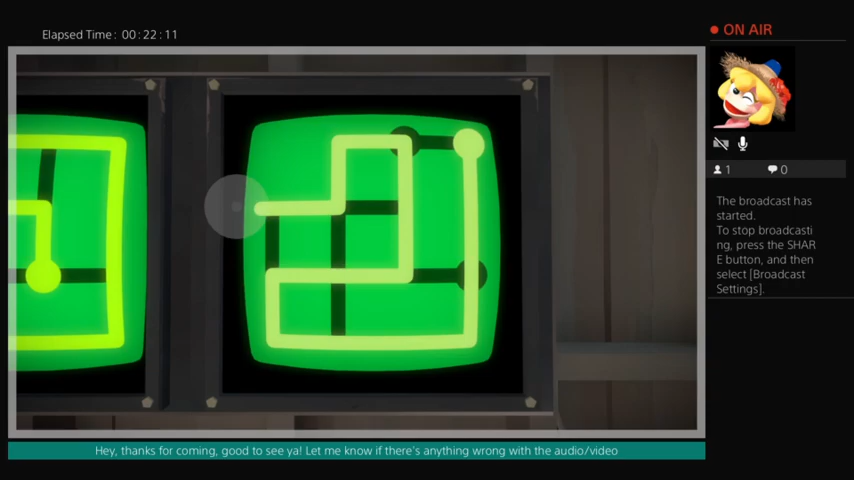 Elapsed Time: 00:22:11
ON AIR
1 0
The broadcast has
started.
To stop broadcasti
ng, press the SHAR
E button, and then
select [Broadcast
Settings].
Hey, thanks for coming, good to see ya! Let me know if there's anything wrong with the audio/video